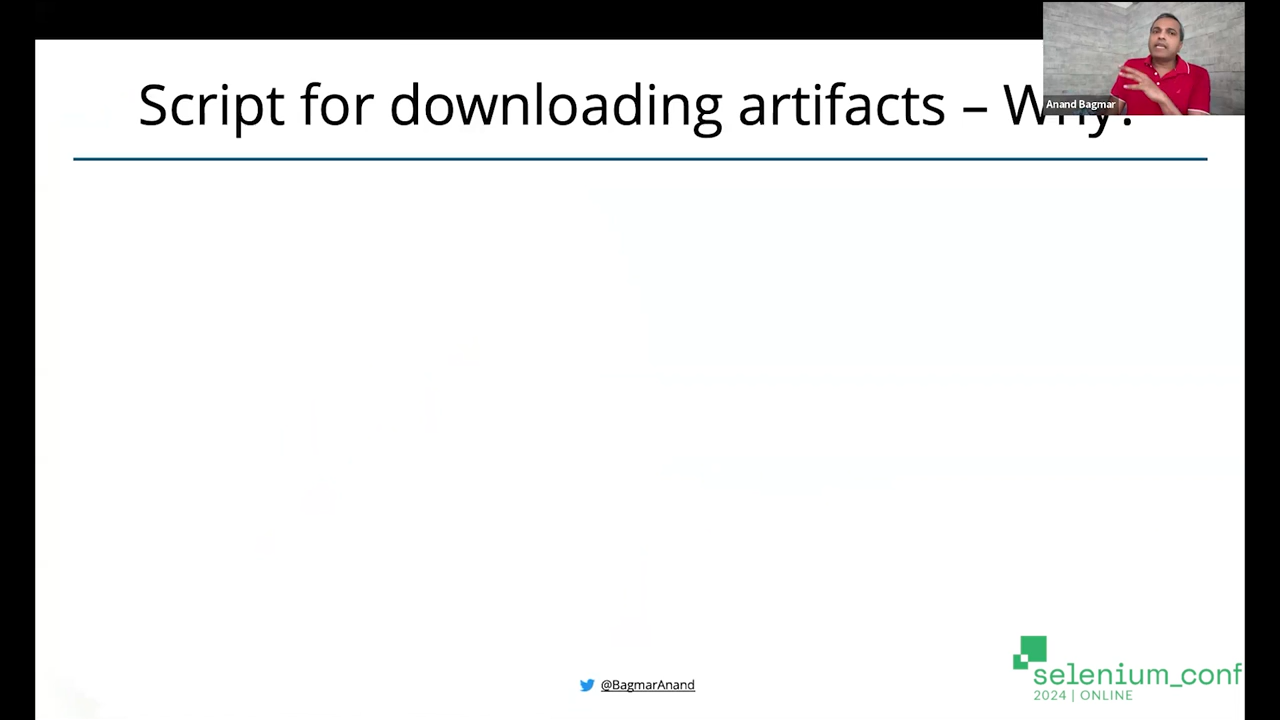 Script for downloading artifacts – Why?
Anand Bagmar
@BagmarAnand
selenium_conf
2024 | ONLINE